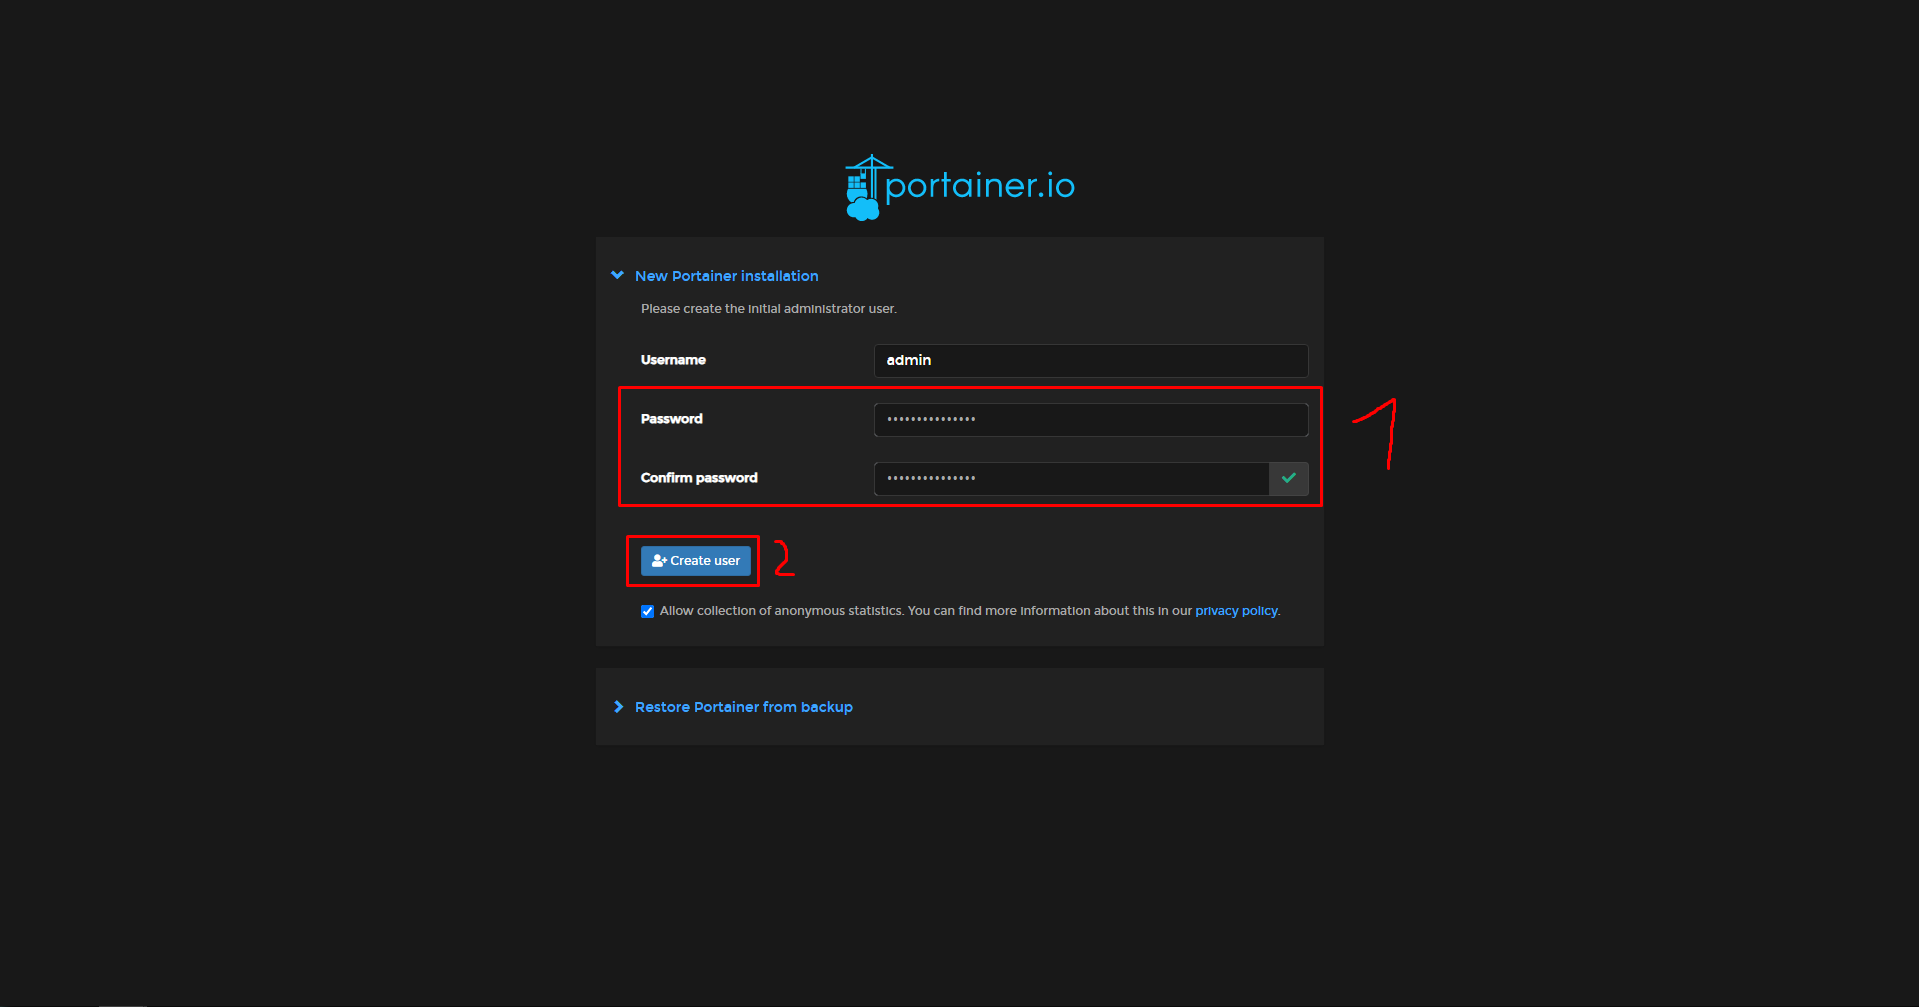 portainer.io
New Portainer installation
Please create the initial administrator user.
Username
admin
Password
•••••••••••••••
1
Confirm password
•••••••••••••••
Create user
2
Allow collection of anonymous statistics. You can find more information about this in our privacy policy.
Restore Portainer from backup